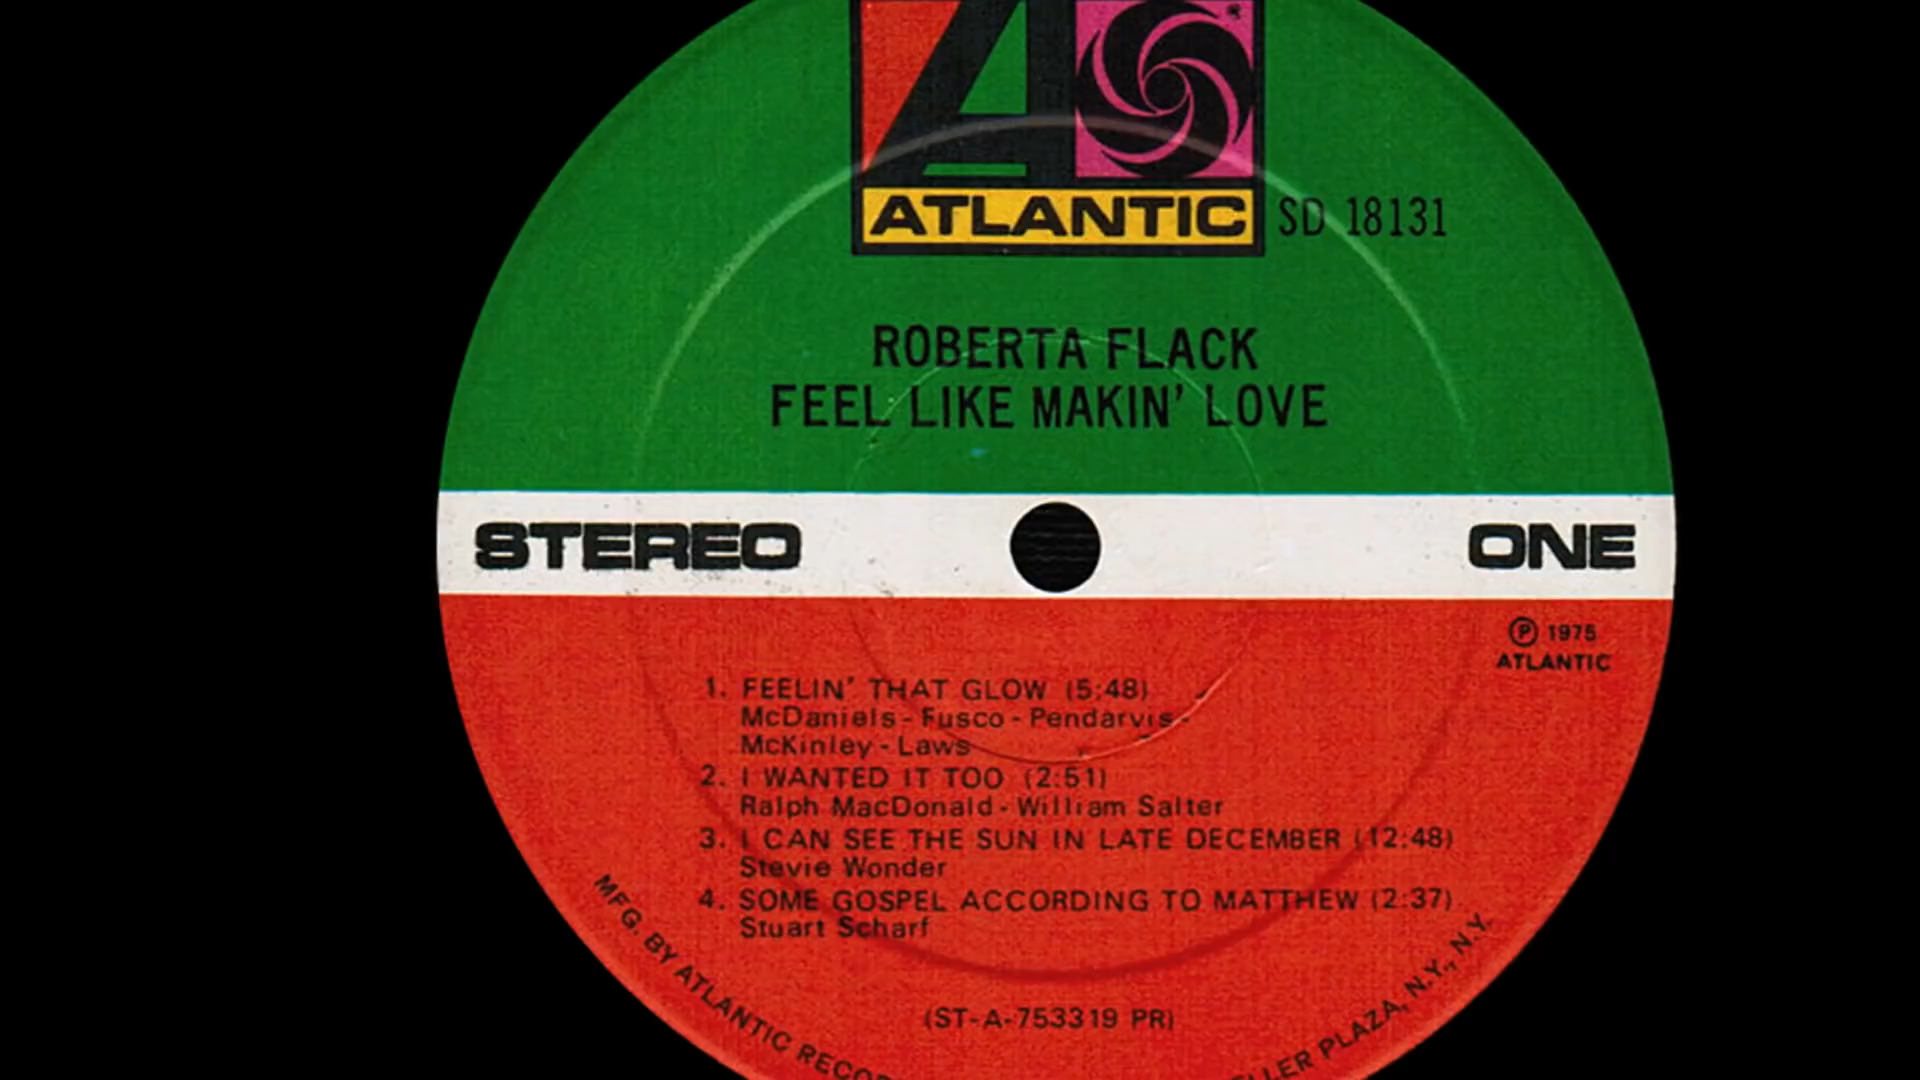 ATLANTIC
SD 18131
ROBERTA FLACK
FEEL LIKE MAKIN' LOVE
STEREO
ONE
Ⓟ 1975
ATLANTIC
1. FEELIN' THAT GLOW (5:48)
McDaniels - Fusco - Pendarvis -
McKinley - Laws
2. I WANTED IT TOO (2:51)
Ralph MacDonald - William Salter
3. I CAN SEE THE SUN IN LATE DECEMBER (12:48)
Stevie Wonder
4. SOME GOSPEL ACCORDING TO MATTHEW (2:37)
Stuart Scharf
(ST-A-753319 PR)
MFG. BY ATLANTIC PLAZA, N.Y., N.Y.